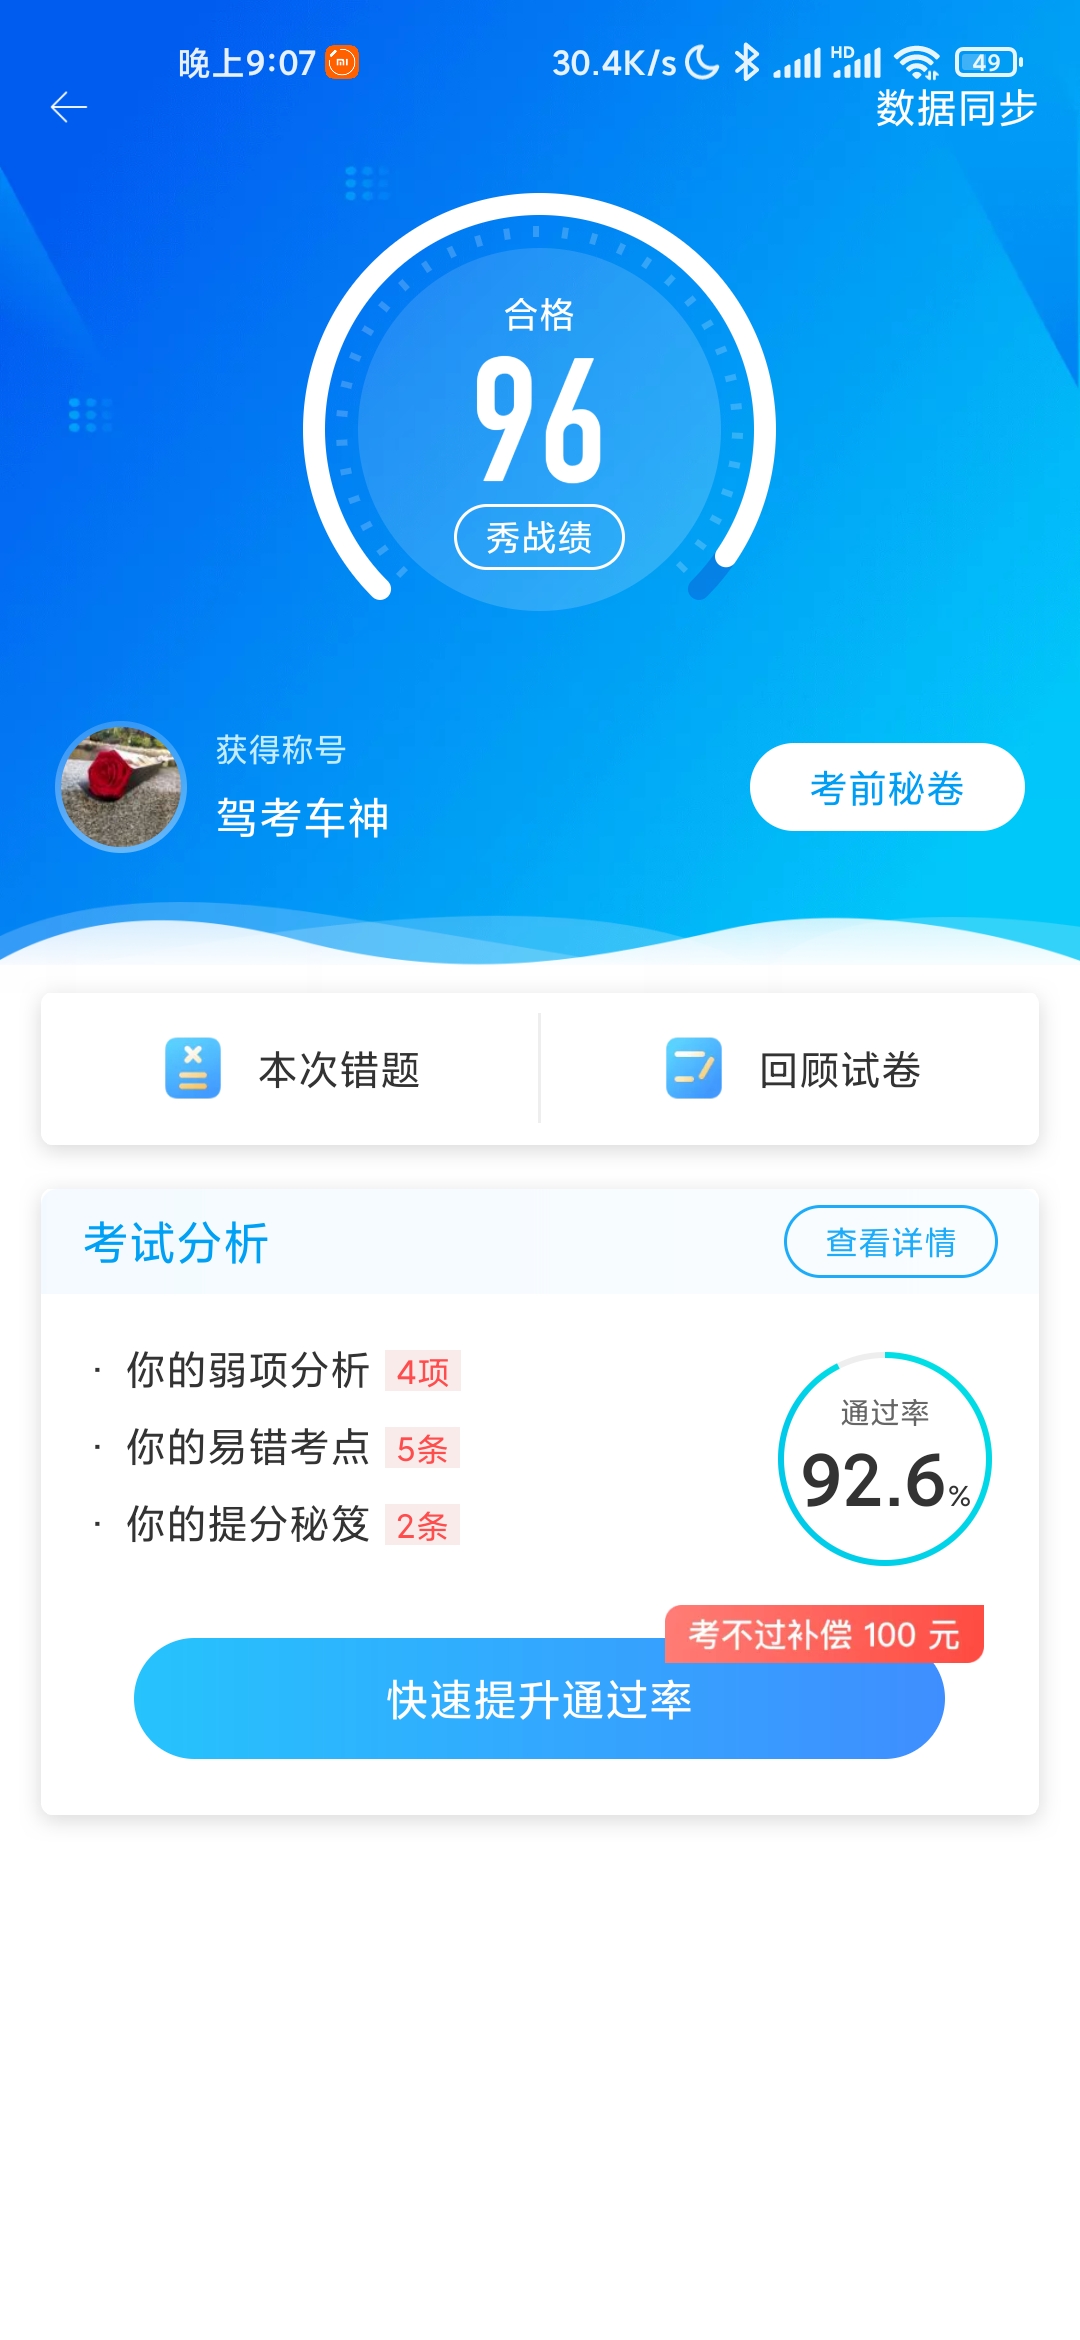 晚上9:07
30.4K/s HD 49
数据同步
合格
96
秀战绩
获得称号
驾考车神
考前秘卷
本次错题
回顾试卷
考试分析
查看详情
· 你的弱项分析 4项
· 你的易错考点 5条
· 你的提分秘笈 2条
通过率
92.6%
考不过补偿 100 元
快速提升通过率